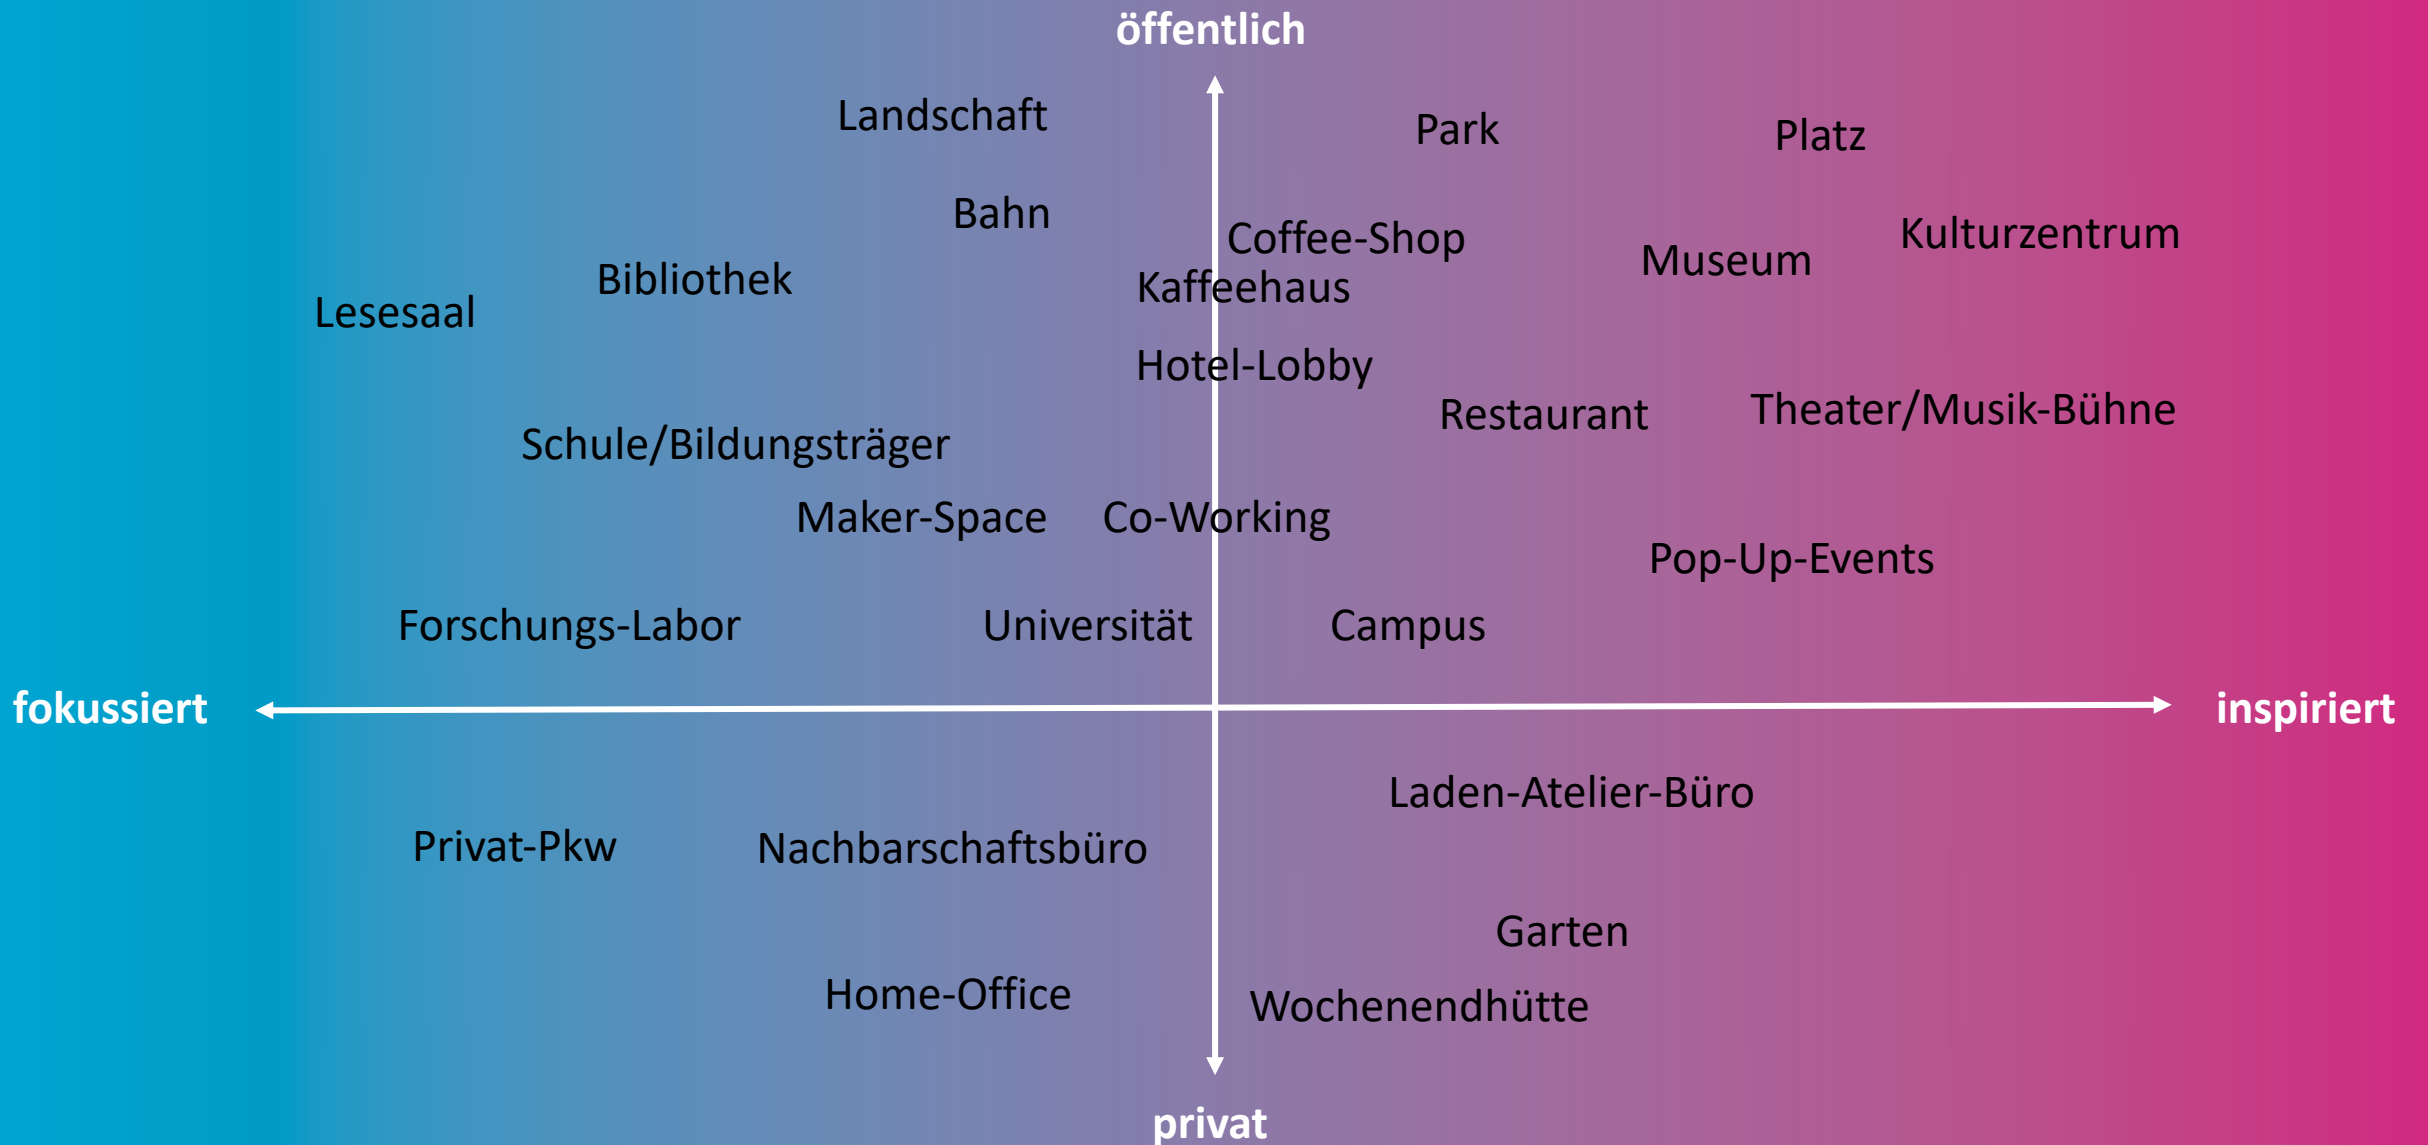 öffentlich
Landschaft
Park
Platz
Bahn
Coffee-Shop
Kulturzentrum
Museum
Bibliothek
Kaffeehaus
Lesesaal
Hotel-Lobby
Restaurant
Theater/Musik-Bühne
Schule/Bildungsträger
Maker-Space
Co-Working
Pop-Up-Events
Forschungs-Labor
Universität
Campus
fokussiert
inspiriert
Laden-Atelier-Büro
Privat-Pkw
Nachbarschaftsbüro
Garten
Home-Office
Wochenendhütte
privat